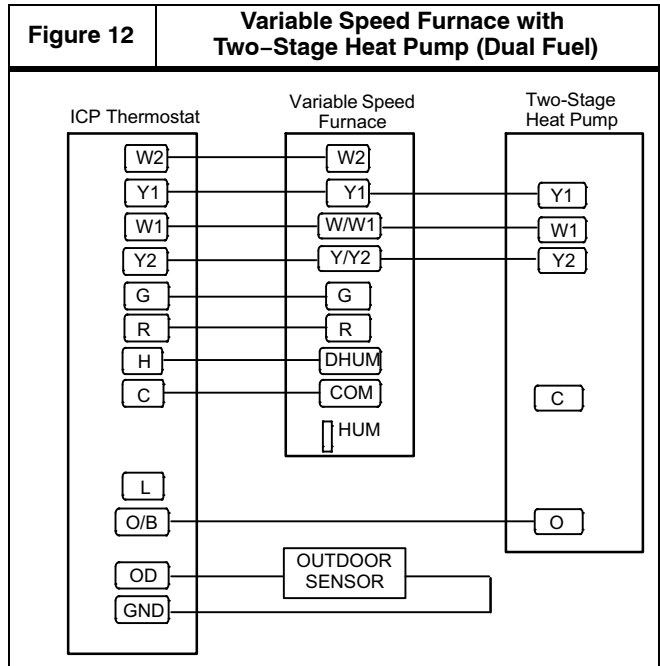 Figure 12
Variable Speed Furnace with
Two−Stage Heat Pump (Dual Fuel)
ICP Thermostat
Variable Speed
Furnace
Two-Stage
Heat Pump
W2
W2
Y1
Y1
Y1
W1
W/W1
W1
Y2
Y/Y2
Y2
G
G
R
R
H
DHUM
C
COM
C
HUM
L
O/B
O
OD
OUTDOOR
SENSOR
GND